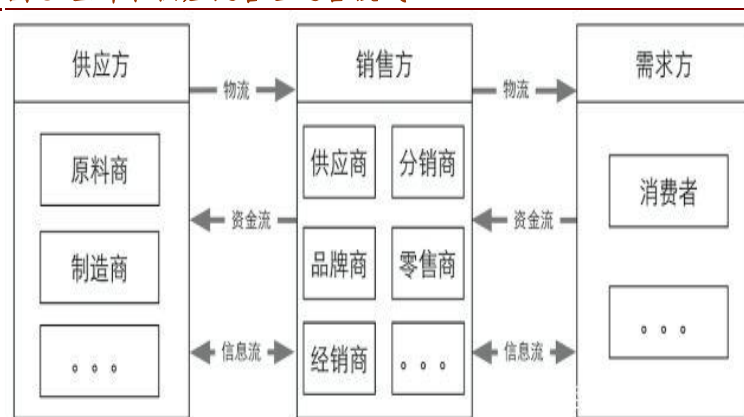 供应方
销售方
需求方
物流
物流
原料商
供应商
分销商
消费者
资金流
资金流
制造商
品牌商
零售商
。。。
信息流
信息流
。。。
经销商
。。。